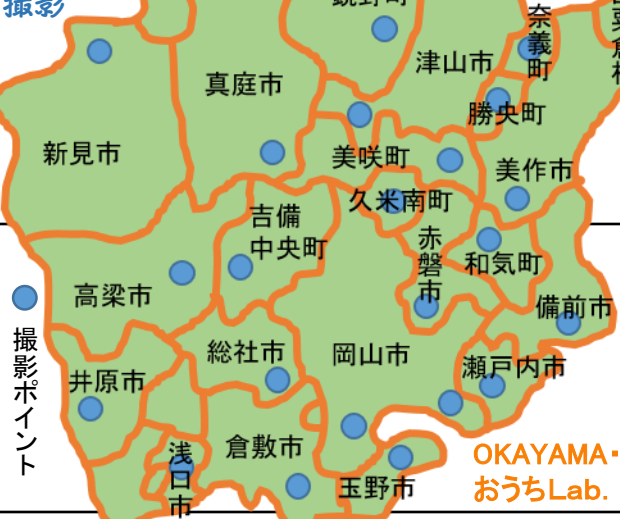 撮影
鏡野町
奈義町
津山市
真庭市
勝央町
新見市
美咲町
美作市
久米南町
吉備
中央町
赤磐市
和気町
高梁市
備前市
撮影ポイント
総社市
岡山市
瀬戸内市
井原市
倉敷市
浅口市
玉野市
OKAYAMA・
おうちLab.